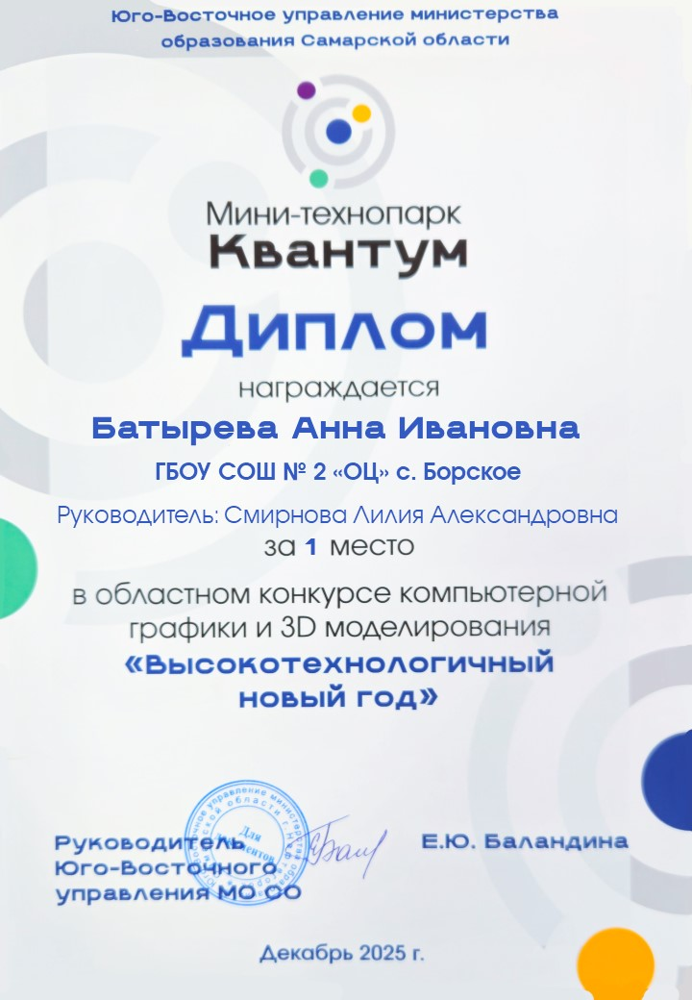 Юго-Восточное управление министерства
образования Самарской области
Мини-технопарк
Квантум
Диплом
награждается
Батырева Анна Ивановна
ГБОУ СОШ № 2 «ОЦ» с. Борское
Руководитель: Смирнова Лилия Александровна
за 1 место
в областном конкурсе компьютерной
графики и 3D моделирования
«Высокотехнологичный
новый год»
Для
документов
Руководитель
Юго-Восточного
управления МО СО
Е.Ю. Баландина
Декабрь 2025 г.